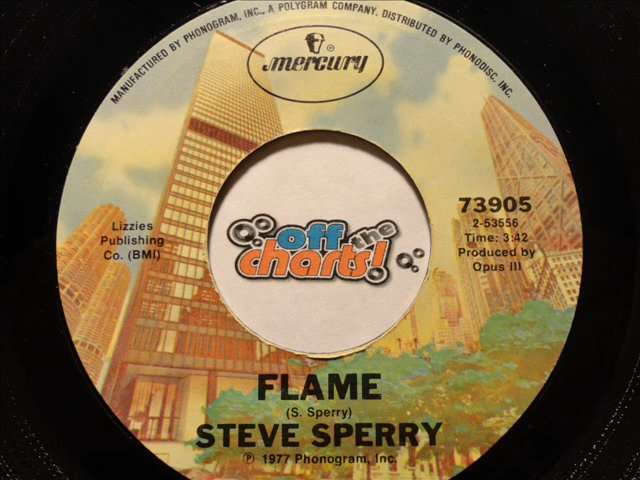 MANUFACTURED BY PHONOGRAM, INC., A POLYGRAM COMPANY. DISTRIBUTED BY PHONODISC, INC.
®
mercury
73905
2-53556
Time: 3:42
Produced by
Opus III
Lizzies
Publishing
Co. (BMI)
off the
charts!
FLAME
(S. Sperry)
STEVE SPERRY
℗ 1977 Phonogram, Inc.